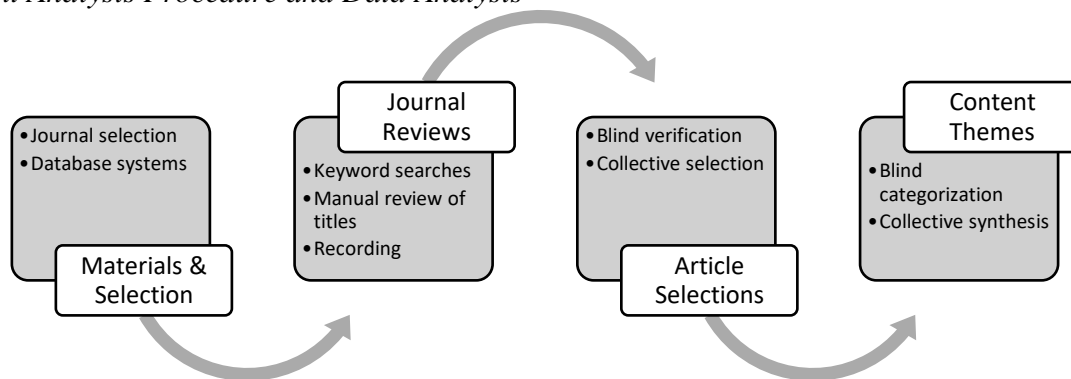 Analysis Procedure and Data Analysis
• Journal selection
• Database systems
Materials &
Selection
Journal
Reviews
• Keyword searches
• Manual review of
titles
• Recording
• Blind verification
• Collective selection
Article
Selections
Content
Themes
• Blind
categorization
• Collective synthesis